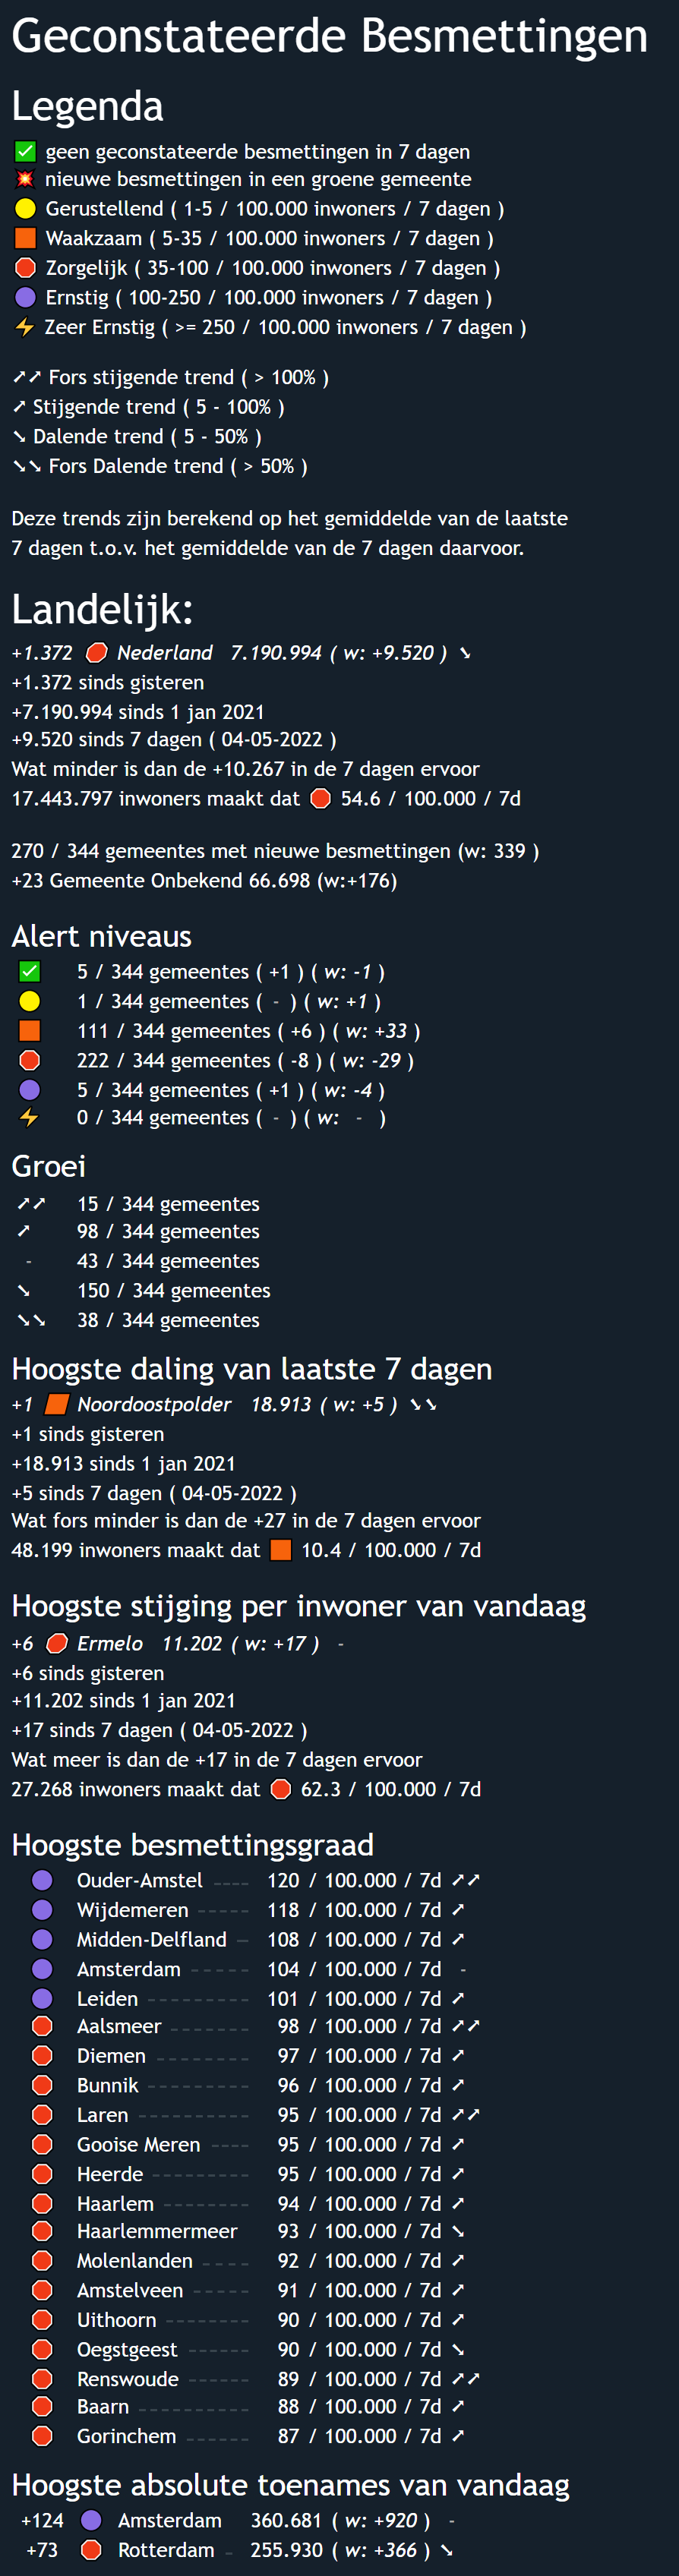 Geconstateerde Besmettingen
Legenda
✅ geen geconstateerde besmettingen in 7 dagen
💥 nieuwe besmettingen in een groene gemeente
🟡 Gerustellend ( 1-5 / 100.000 inwoners / 7 dagen )
🟧 Waakzaam ( 5-35 / 100.000 inwoners / 7 dagen )
🛑 Zorgelijk ( 35-100 / 100.000 inwoners / 7 dagen )
🟣 Ernstig ( 100-250 / 100.000 inwoners / 7 dagen )
⚡ Zeer Ernstig ( >= 250 / 100.000 inwoners / 7 dagen )
➚➚ Fors stijgende trend ( > 100% )
➚ Stijgende trend ( 5 - 100% )
➘ Dalende trend ( 5 - 50% )
➘➘ Fors Dalende trend ( > 50% )
Deze trends zijn berekend op het gemiddelde van de laatste
7 dagen t.o.v. het gemiddelde van de 7 dagen daarvoor.
Landelijk:
+1.372 🛑 Nederland 7.190.994 ( w: +9.520 ) ➘
+1.372 sinds gisteren
+7.190.994 sinds 1 jan 2021
+9.520 sinds 7 dagen ( 04-05-2022 )
Wat minder is dan de +10.267 in de 7 dagen ervoor
17.443.797 inwoners maakt dat 🛑 54.6 / 100.000 / 7d
270 / 344 gemeentes met nieuwe besmettingen (w: 339 )
+23 Gemeente Onbekend 66.698 (w:+176)
Alert niveaus
✅ 5 / 344 gemeentes ( +1 ) ( w: -1 )
🟡 1 / 344 gemeentes ( - ) ( w: +1 )
🟧 111 / 344 gemeentes ( +6 ) ( w: +33 )
🛑 222 / 344 gemeentes ( -8 ) ( w: -29 )
🟣 5 / 344 gemeentes ( +1 ) ( w: -4 )
⚡ 0 / 344 gemeentes ( - ) ( w: - )
Groei
➚➚ 15 / 344 gemeentes
➚ 98 / 344 gemeentes
- 43 / 344 gemeentes
➘ 150 / 344 gemeentes
➘➘ 38 / 344 gemeentes
Hoogste daling van laatste 7 dagen
+1 🟧 Noordoostpolder 18.913 ( w: +5 ) ➘➘
+1 sinds gisteren
+18.913 sinds 1 jan 2021
+5 sinds 7 dagen ( 04-05-2022 )
Wat fors minder is dan de +27 in de 7 dagen ervoor
48.199 inwoners maakt dat 🟧 10.4 / 100.000 / 7d
Hoogste stijging per inwoner van vandaag
+6 🛑 Ermelo 11.202 ( w: +17 ) -
+6 sinds gisteren
+11.202 sinds 1 jan 2021
+17 sinds 7 dagen ( 04-05-2022 )
Wat meer is dan de +17 in de 7 dagen ervoor
27.268 inwoners maakt dat 🛑 62.3 / 100.000 / 7d
Hoogste besmettingsgraad
🟣 Ouder-Amstel ---- 120 / 100.000 / 7d ➚➚
🟣 Wijdemeren ----- 118 / 100.000 / 7d ➚
🟣 Midden-Delfland - 108 / 100.000 / 7d ➚
🟣 Amsterdam ----- 104 / 100.000 / 7d -
🟣 Leiden --------- 101 / 100.000 / 7d ➚
🛑 Aalsmeer ------- 98 / 100.000 / 7d ➚➚
🛑 Diemen -------- 97 / 100.000 / 7d ➚
🛑 Bunnik --------- 96 / 100.000 / 7d ➚
🛑 Laren ---------- 95 / 100.000 / 7d ➚➚
🛑 Gooise Meren ---- 95 / 100.000 / 7d ➚
🛑 Heerde --------- 95 / 100.000 / 7d ➚
🛑 Haarlem -------- 94 / 100.000 / 7d ➚
🛑 Haarlemmermeer 93 / 100.000 / 7d ➘
🛑 Molenlanden ---- 92 / 100.000 / 7d ➚
🛑 Amstelveen ----- 91 / 100.000 / 7d ➚
🛑 Uithoorn -------- 90 / 100.000 / 7d ➚
🛑 Oegstgeest ------ 90 / 100.000 / 7d ➘
🛑 Renswoude ------ 89 / 100.000 / 7d ➚➚
🛑 Baarn ---------- 88 / 100.000 / 7d ➚
🛑 Gorinchem ------ 87 / 100.000 / 7d ➚
Hoogste absolute toenames van vandaag
+124 🟣 Amsterdam 360.681 ( w: +920 ) -
+73 🛑 Rotterdam - 255.930 ( w: +366 ) ➘